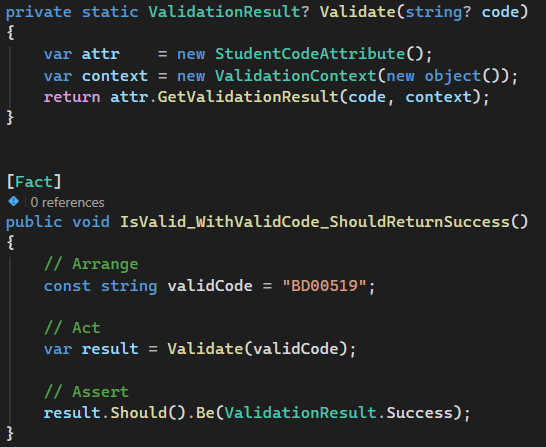 private static ValidationResult? Validate(string? code)
{
    var attr    = new StudentCodeAttribute();
    var context = new ValidationContext(new object());
    return attr.GetValidationResult(code, context);
}
[Fact]
0 references
public void IsValid_WithValidCode_ShouldReturnSuccess()
{
    // Arrange
    const string validCode = "BD00519";
    // Act
    var result = Validate(validCode);
    // Assert
    result.Should().Be(ValidationResult.Success);
}